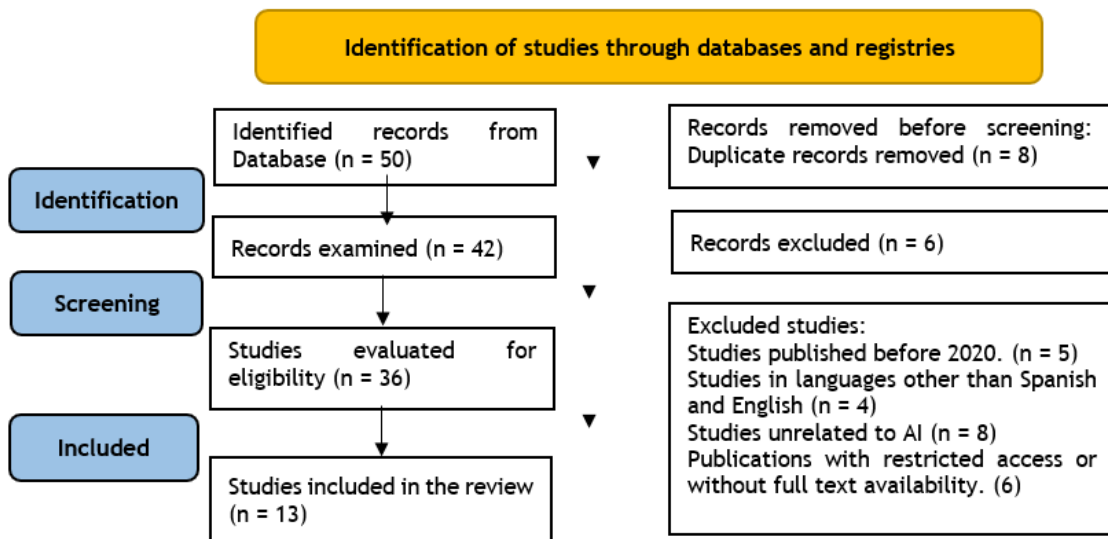 Identification of studies through databases and registries
Identified records from
Database (n = 50)
Records removed before screening:
Duplicate records removed (n = 8)
Identification
Records examined (n = 42)
Records excluded (n = 6)
Screening
Studies evaluated for
eligibility (n = 36)
Excluded studies:
Studies published before 2020. (n = 5)
Studies in languages other than Spanish
and English (n = 4)
Studies unrelated to AI (n = 8)
Publications with restricted access or
without full text availability. (6)
Included
Studies included in the review
(n = 13)